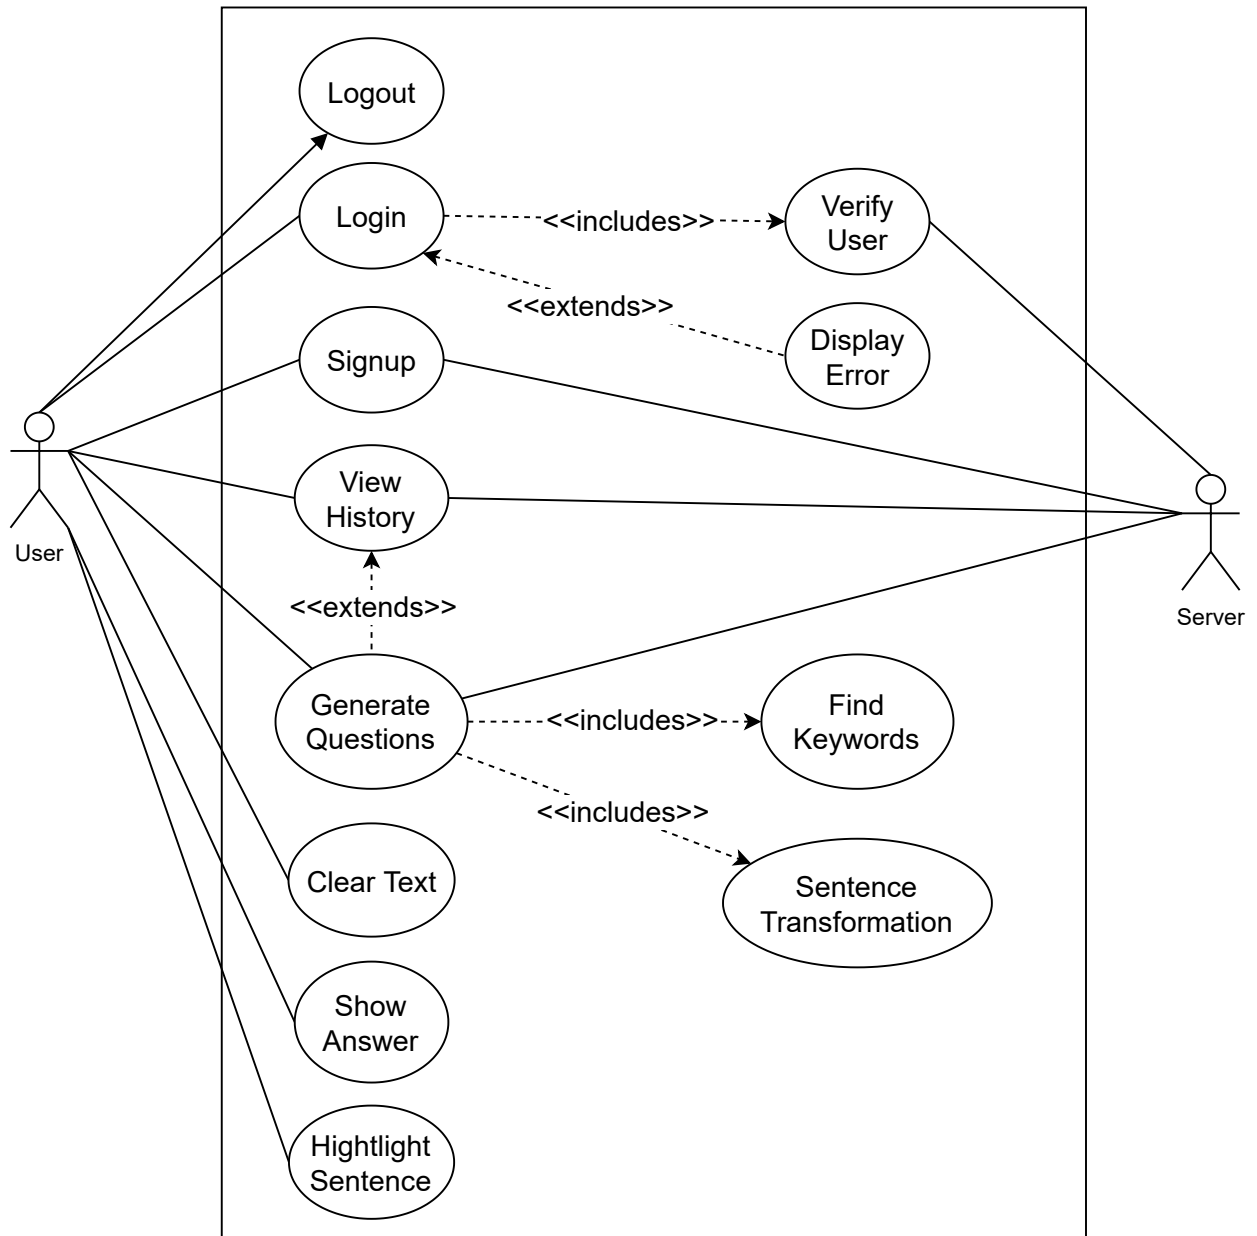 Logout
Login
<<includes>>
Verify
User
<<extends>>
Display
Error
Signup
View
History
User
Server
<<extends>>
Generate
Questions
<<includes>>
Find
Keywords
<<includes>>
Clear Text
Sentence
Transformation
Show
Answer
Hightlight
Sentence